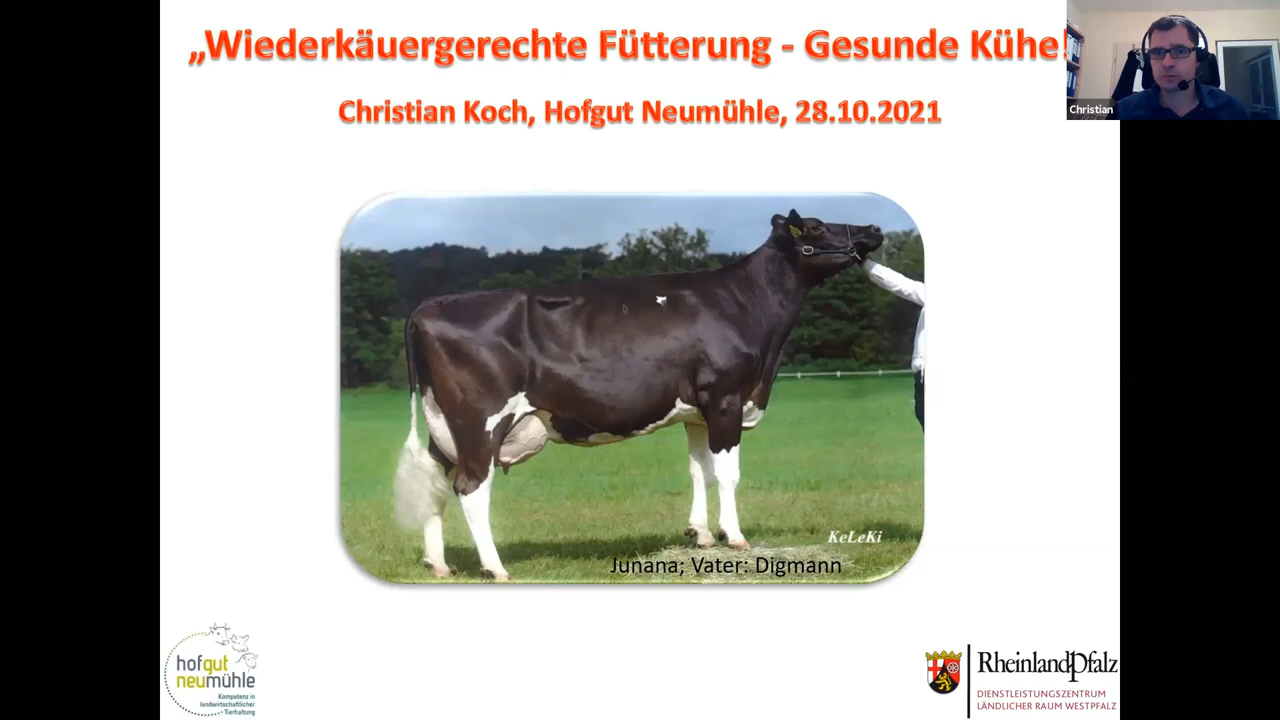 „Wiederkäuergerechte Fütterung - Gesunde Kühe!
Christian Koch, Hofgut Neumühle, 28.10.2021
Christian
KeLeKi
Junana; Vater: Digmann
hofgut
neumühle
Kompetenz in
landwirtschaftlicher
Tierhaltung
RheinlandPfalz
DIENSTLEISTUNGSZENTRUM
LÄNDLICHER RAUM WESTPFALZ